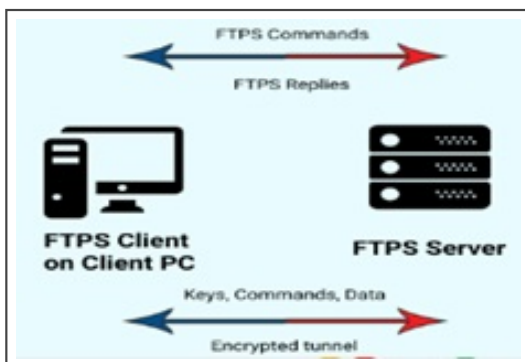 FTPS Commands
FTPS Replies
FTPS Client
on Client PC
FTPS Server
Keys, Commands, Data
Encrypted tunnel